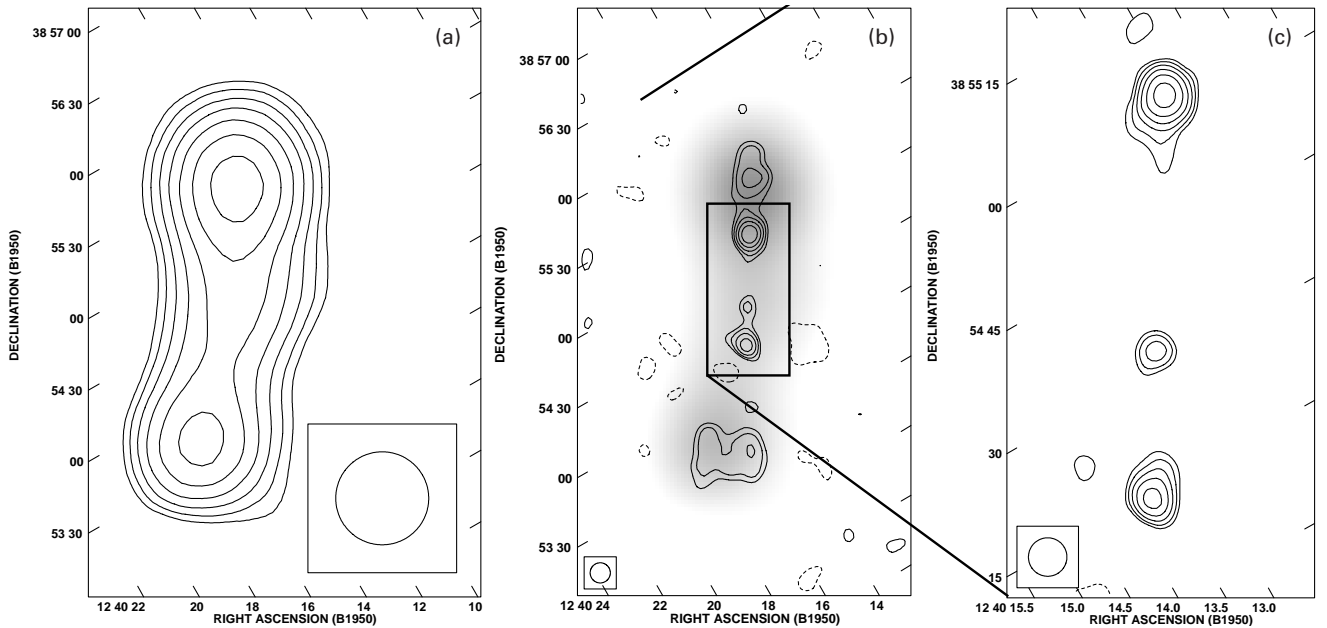 (a)
38 57 00
56 30
00
55 30
00
54 30
00
53 30
DECLINATION (B1950)
12 40 22 20 18 16 14 12 10
RIGHT ASCENSION (B1950)
(b)
38 57 00
56 30
00
55 30
00
54 30
00
53 30
DECLINATION (B1950)
12 40 24 22 20 18 16 14
RIGHT ASCENSION (B1950)
(c)
38 55 15
00
54 45
30
15
DECLINATION (B1950)
12 40 15.5 15.0 14.5 14.0 13.5 13.0
RIGHT ASCENSION (B1950)